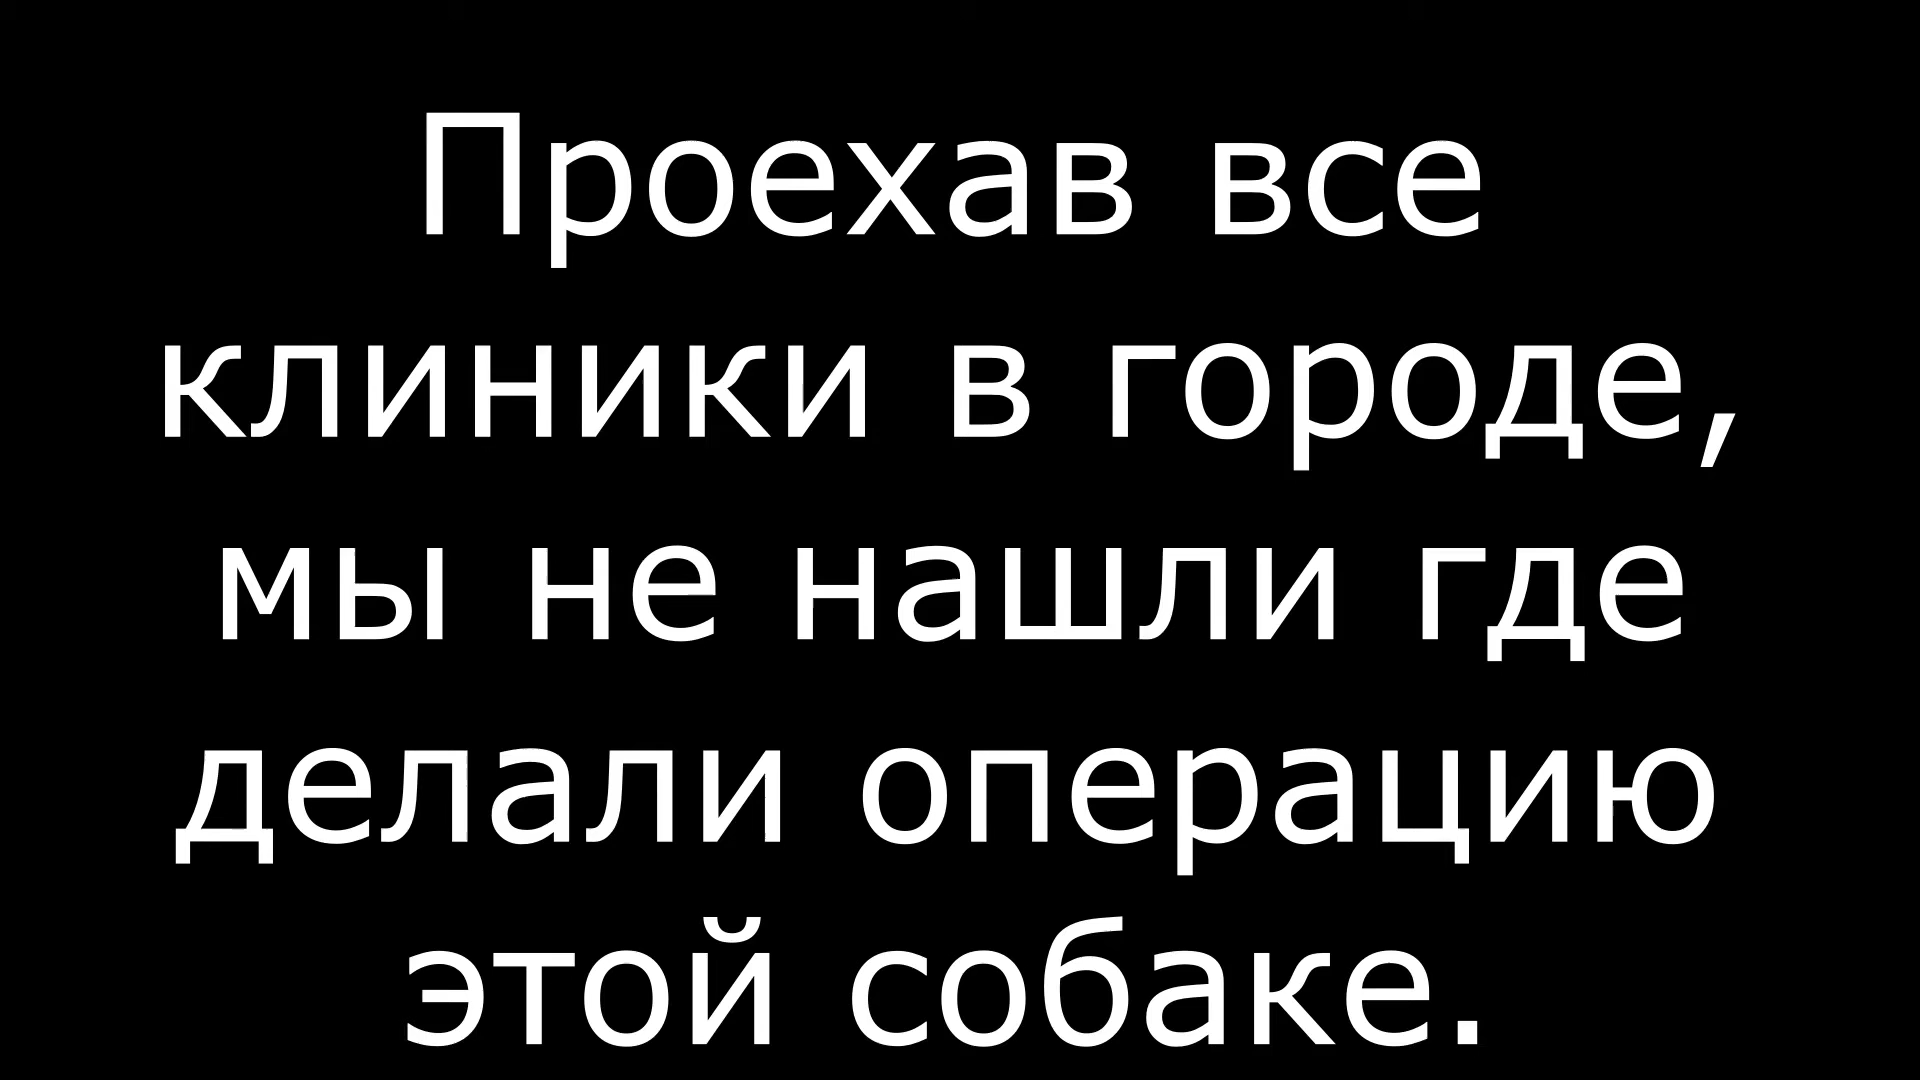 Проехав все
клиники в городе,
мы не нашли где
делали операцию
этой собаке.